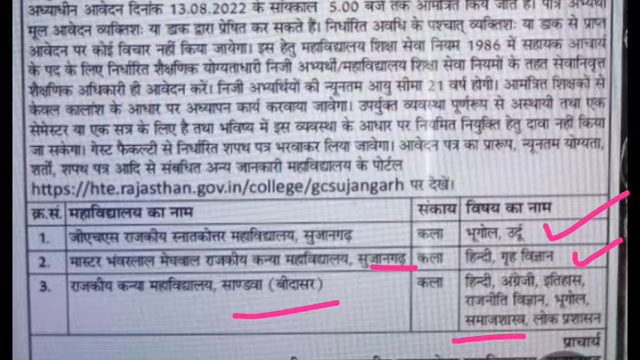 अध्याधीन आवेदन दिनांक 13.08.2022 के सांयकाल 5.00 बजे तक आमंत्रित किये जाते है। पात्र अभ्यर्थी
मूल आवेदन व्यक्तिशः या डाक द्वारा प्रेषित कर सकते हैं। निर्धारित अवधि के पश्चात् व्यक्तिशः या डाक से प्राप्त
आवेदन पर कोई विचार नहीं किया जायेगा। इस हेतु महाविद्यालय शिक्षा सेवा नियम 1986 में सहायक आचार्य
के पद के लिए निर्धारित शैक्षणिक योग्यताधारी निजी अभ्यर्थी/महाविद्यालय शिक्षा सेवा नियमों के तहत सेवानिवृत
शैक्षणिक अधिकारी ही आवेदन करें। निजी अभ्यर्थियों की न्यूनतम आयु सीमा 21 वर्ष होगी। आमंत्रित शिक्षकों से
केवल कालांश के आधार पर अध्यापन कार्य करवाया जावेगा। उपर्युक्त व्यवस्था पूर्णरूप से अस्थायी तथा एक
सेमेस्टर या एक सत्र के लिए है तथा भविष्य में इस व्यवस्था के आधार पर नियमित नियुक्ति हेतु दावा नहीं किया
जा सकेगा। गेस्ट फैकल्टी से निर्धारित शपथ पत्र भरवाकर लिया जावेगा। आवेदन पत्र का प्रारूप, न्यूनतम योग्यता,
शर्तों, शपथ पत्र आदि से संबधित अन्य जानकारी महाविद्यालय के पोर्टल
https://hte.rajasthan.gov.in/college/gcsujangarh पर देखें।
क्र.सं. महाविद्यालय का नाम संकाय विषय का नाम
1. जीएचएस राजकीय स्नातकोत्तर महाविद्यालय, सुजानगढ़ कला भूगोल, उर्दू
2. मास्टर भंवरलाल मेघवाल राजकीय कन्या महाविद्यालय, सुजानगढ़ कला हिन्दी, गृह विज्ञान
3. राजकीय कन्या महाविद्यालय, साण्डवा (बीदासर) कला हिन्दी, अंग्रेजी, इतिहास,
राजनीति विज्ञान, भूगोल,
समाजशास्त्र, लोक प्रशासन
प्राचार्य